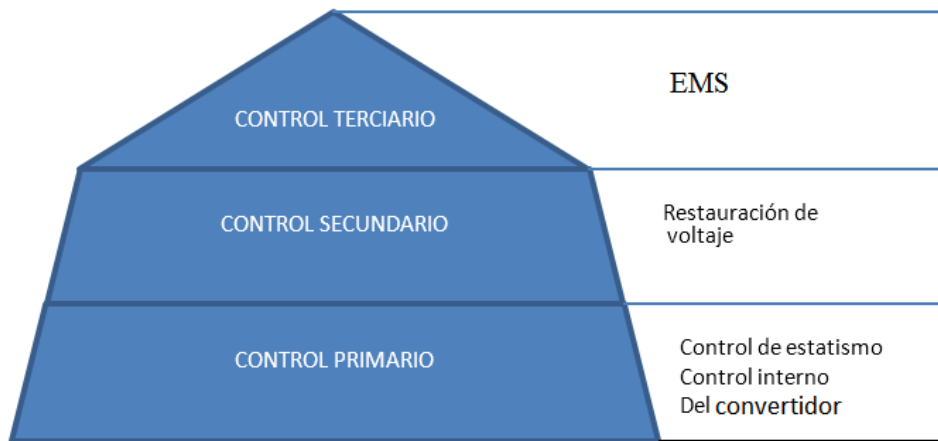 EMS
CONTROL TERCIARIO
Restauración de
voltaje
CONTROL SECUNDARIO
Control de estatismo
CONTROL PRIMARIO
Control interno
Del convertidor